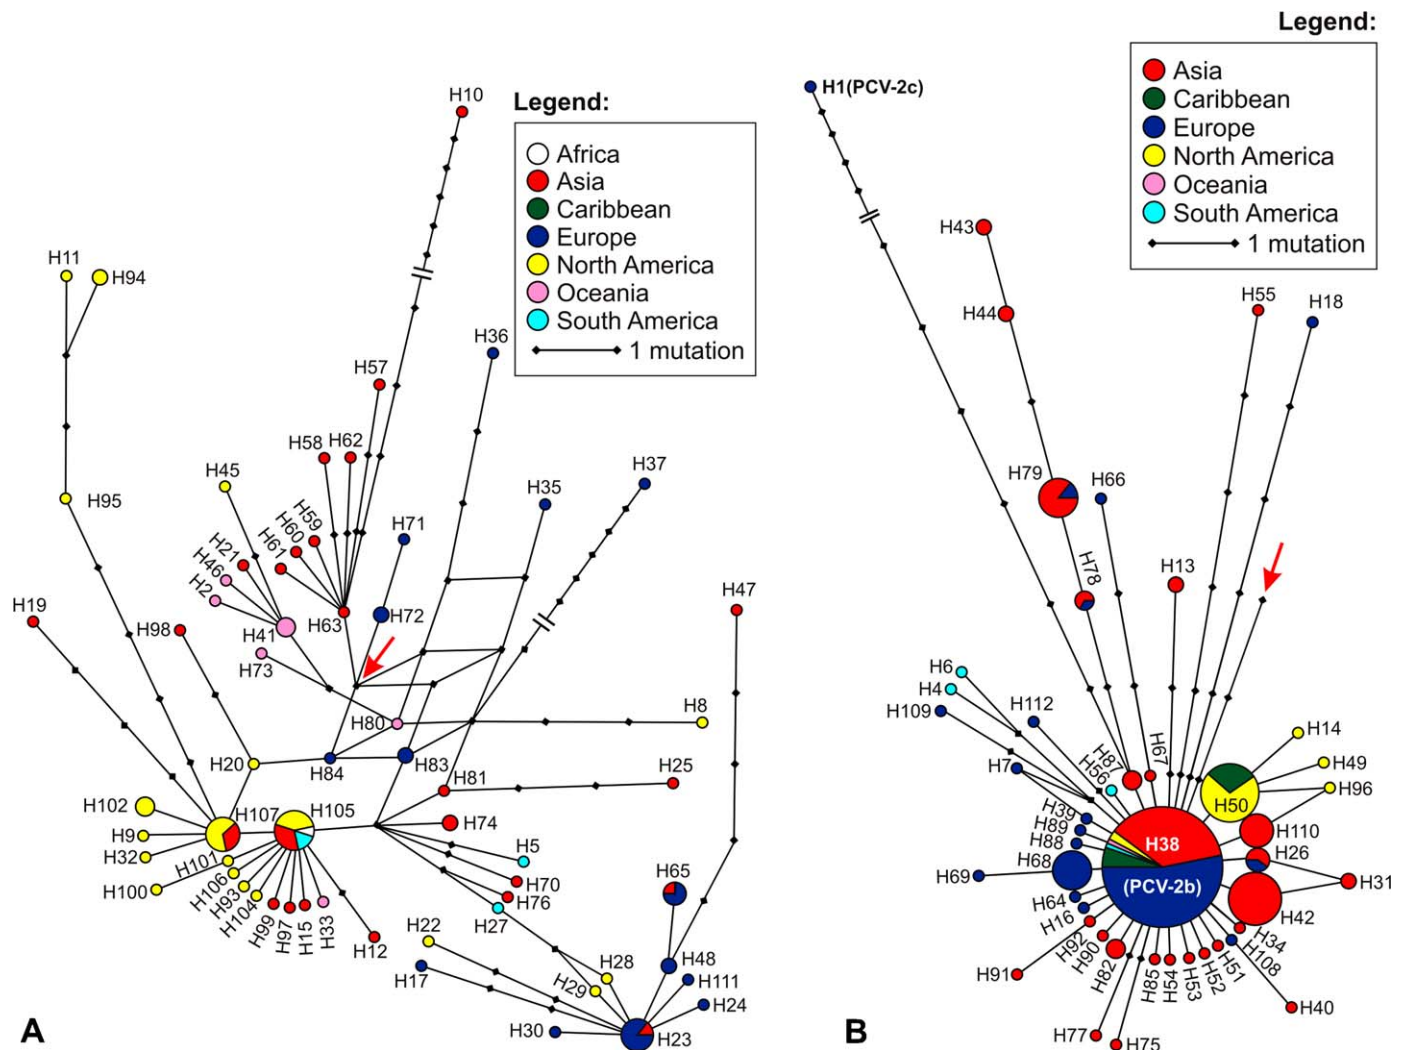 Legend:
Africa
Asia
Caribbean
Europe
North America
Oceania
South America
1 mutation
H10
H11
H94
H36
H57
H58
H62
H45
H95
H37
H35
H59
H60
H61
H71
H21
H46
H2
H72
H63
H41
H73
H19
H98
H47
H80
H8
H20
H84
H83
H81
H25
H102
H107
H105
H74
H9
H32
H101
H100
H106
H93
H104
H99
H97
H15
H33
H12
H5
H70
H76
H27
H65
H22
H17
H28
H29
H48
H111
H24
H30
H23
A
Legend:
Asia
Caribbean
Europe
North America
Oceania
South America
1 mutation
H1(PCV-2c)
H43
H44
H55
H18
H79
H66
H78
H13
H6
H4
H109
H112
H7
H87
H56
H67
H14
H49
H96
H50
H39
H89
H88
H38
(PCV-2b)
H110
H26
H68
H69
H31
H64
H16
H42
H92
H90
H91
H82
H85
H54
H53
H52
H51
H34
H108
H40
H77
H75
B